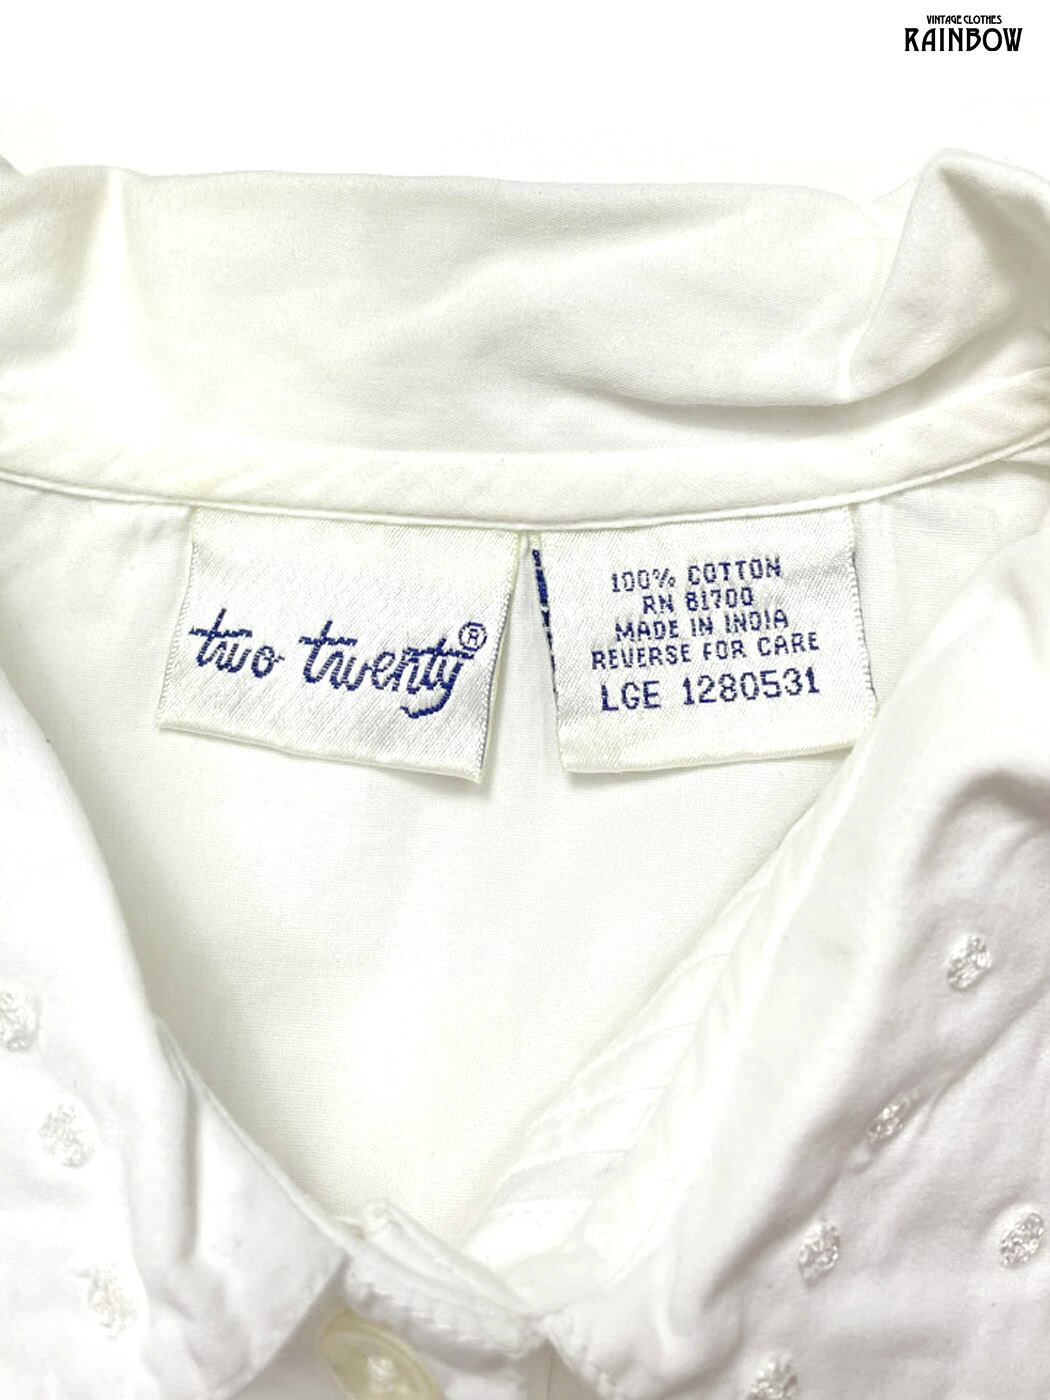 VINTAGE CLOTHES
RAINBOW
two twenty®
100% COTTON
RN 81700
MADE IN INDIA
REVERSE FOR CARE
LGE 1280531